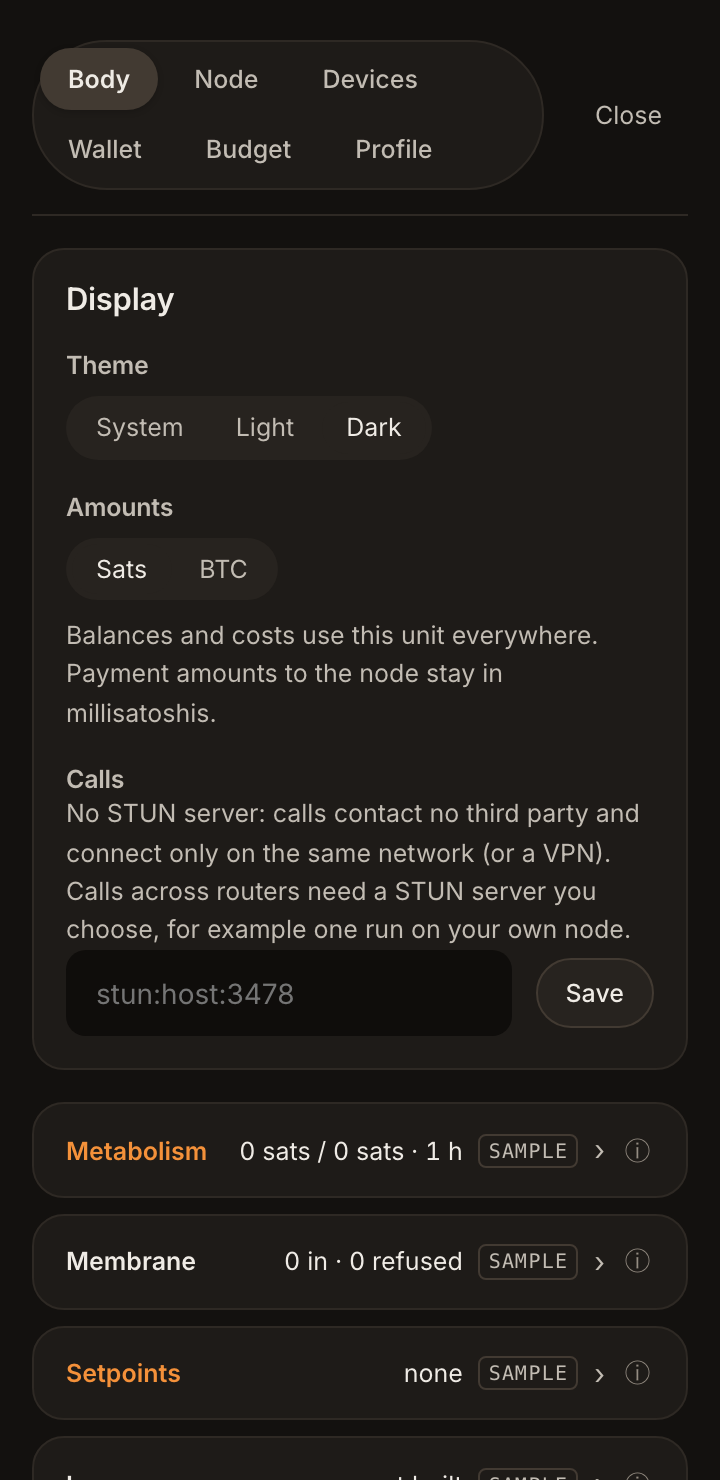 Body Node Devices
Wallet Budget Profile
Close
Display
Theme
System Light Dark
Amounts
Sats BTC
Balances and costs use this unit everywhere.
Payment amounts to the node stay in
millisatoshis.
Calls
No STUN server: calls contact no third party and
connect only on the same network (or a VPN).
Calls across routers need a STUN server you
choose, for example one run on your own node.
stun:host:3478 Save
Metabolism 0 sats / 0 sats · 1 h SAMPLE › ⓘ
Membrane 0 in · 0 refused SAMPLE › ⓘ
Setpoints none SAMPLE › ⓘ